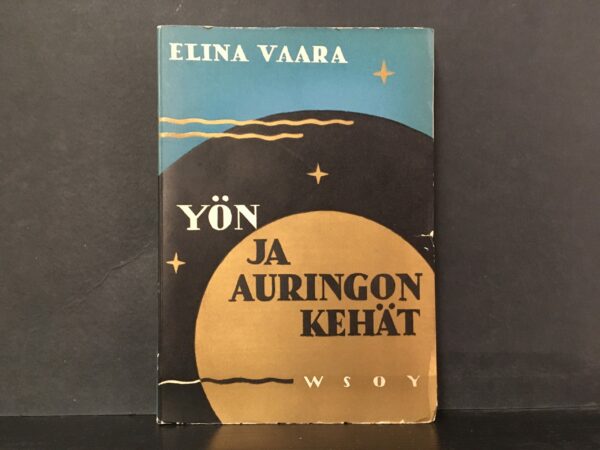 ELINA VAARA
YÖN
JA
AURINGON
KEHÄT
WSOY